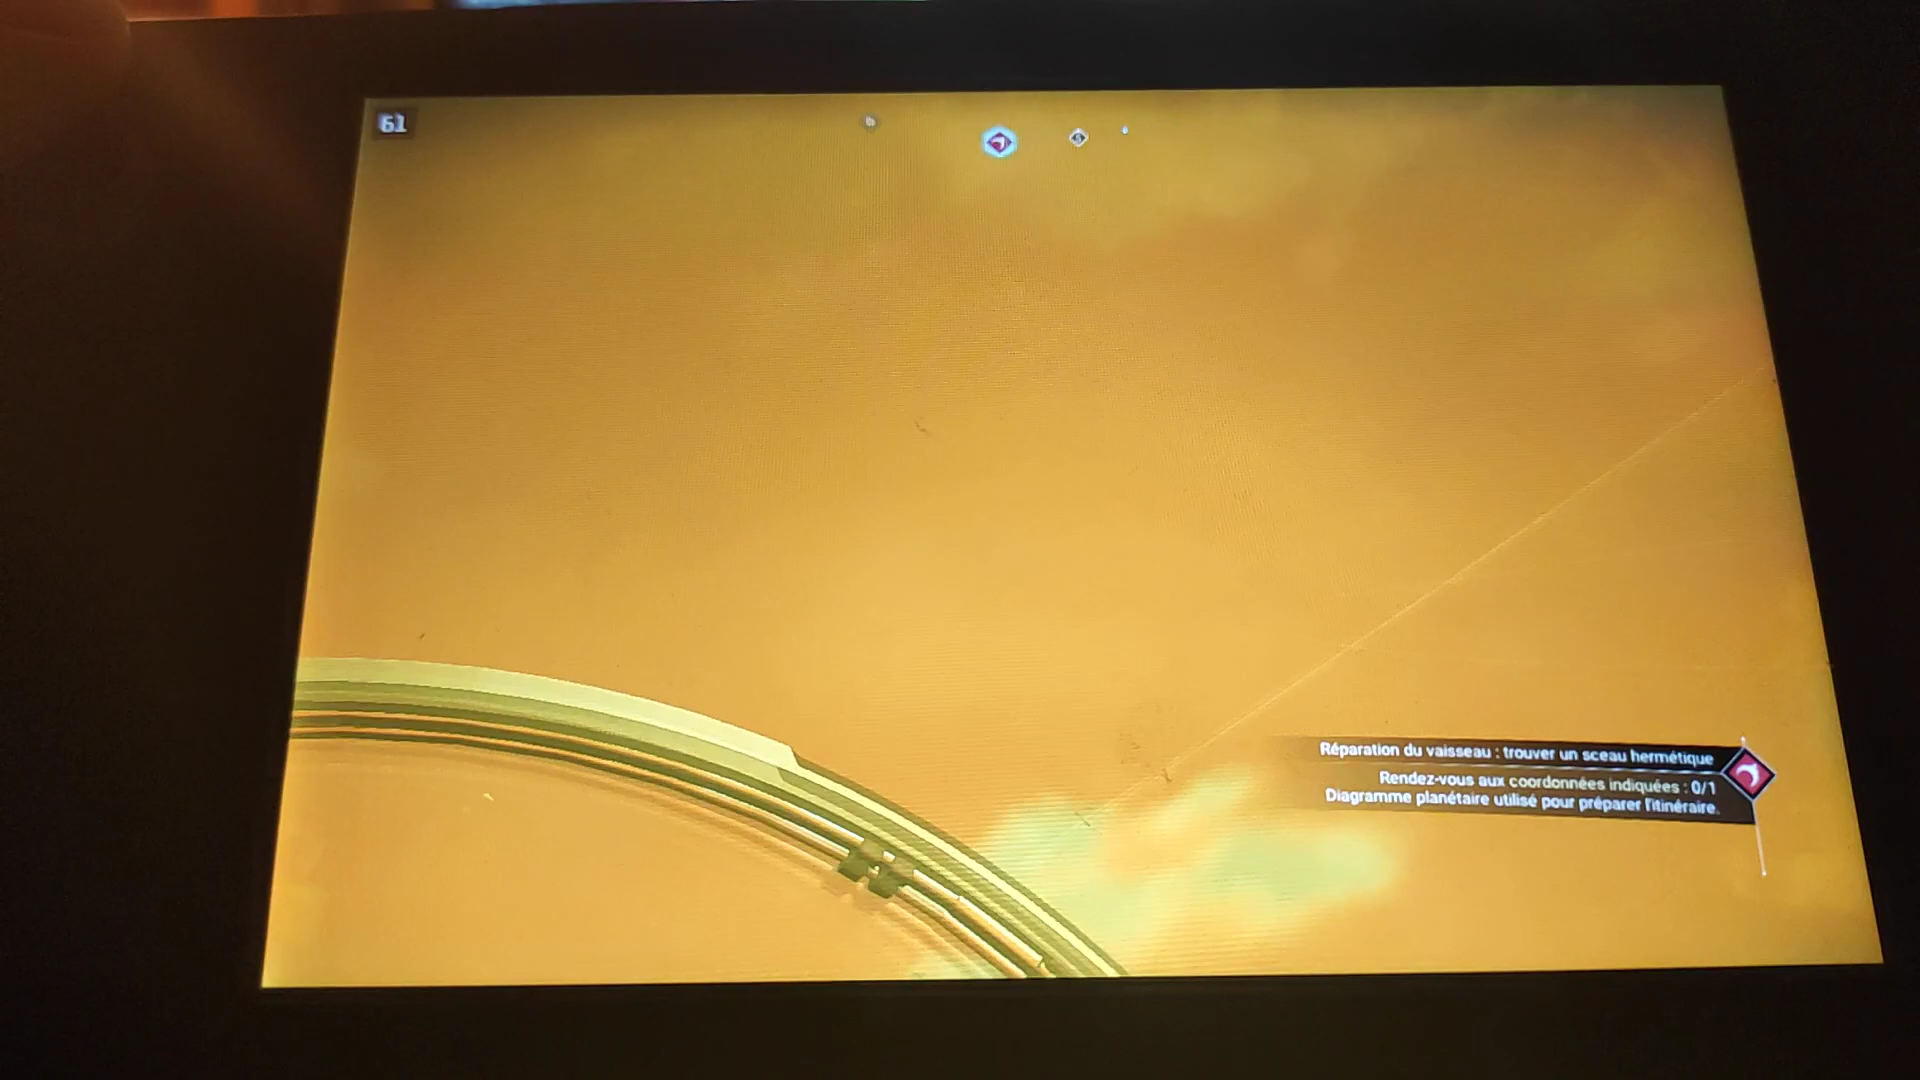 61
Réparation du vaisseau : trouver un sceau hermétique
Rendez-vous aux coordonnées indiquées : 0/1
Diagramme planétaire utilisé pour préparer l'itinéraire.